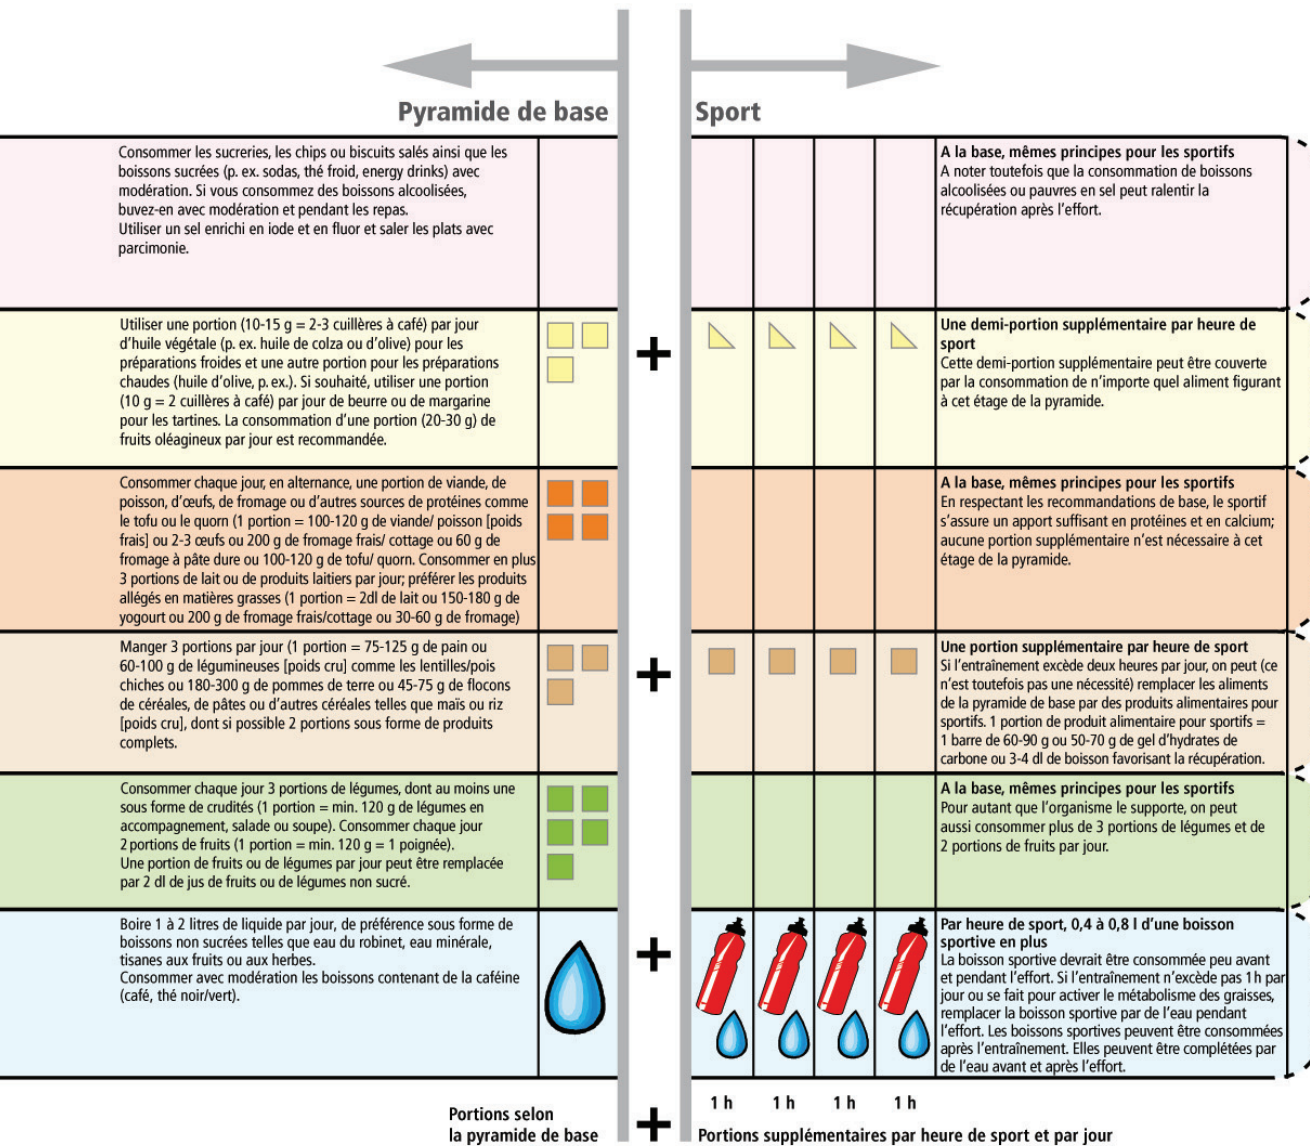 Pyramide de base
Sport
Consommer les sucreries, les chips ou biscuits salés ainsi que les
boissons sucrées (p. ex. sodas, thé froid, energy drinks) avec
modération. Si vous consommez des boissons alcoolisées,
buvez-en avec modération et pendant les repas.
Utiliser un sel enrichi en iode et en fluor et saler les plats avec
parcimonie.
A la base, mêmes principes pour les sportifs
A noter toutefois que la consommation de boissons
alcoolisées ou pauvres en sel peut ralentir la
récupération après l'effort.
Utiliser une portion (10-15 g = 2-3 cuillères à café) par jour
d'huile végétale (p. ex. huile de colza ou d'olive) pour les
préparations froides et une autre portion pour les préparations
chaudes (huile d'olive, p. ex.). Si souhaité, utiliser une portion
(10 g = 2 cuillères à café) par jour de beurre ou de margarine
pour les tartines. La consommation d'une portion (20-30 g) de
fruits oléagineux par jour est recommandée.
+
Une demi-portion supplémentaire par heure de
sport
Cette demi-portion supplémentaire peut être couverte
par la consommation de n'importe quel aliment figurant
à cet étage de la pyramide.
Consommer chaque jour, en alternance, une portion de viande, de
poisson, d'œufs, de fromage ou d'autres sources de protéines comme
le tofu ou le quorn (1 portion = 100-120 g de viande/ poisson [poids
frais] ou 2-3 œufs ou 200 g de fromage frais/ cottage ou 60 g de
fromage à pâte dure ou 100-120 g de tofu/ quorn. Consommer en plus
3 portions de lait ou de produits laitiers par jour; préférer les produits
allégés en matières grasses (1 portion = 2dl de lait ou 150-180 g de
yogourt ou 200 g de fromage frais/cottage ou 30-60 g de fromage)
A la base, mêmes principes pour les sportifs
En respectant les recommandations de base, le sportif
s'assure un apport suffisant en protéines et en calcium;
aucune portion supplémentaire n'est nécessaire à cet
étage de la pyramide.
Manger 3 portions par jour (1 portion = 75-125 g de pain ou
60-100 g de légumineuses [poids cru] comme les lentilles/pois
chiches ou 180-300 g de pommes de terre ou 45-75 g de flocons
de céréales, de pâtes ou d'autres céréales telles que maïs ou riz
[poids cru], dont si possible 2 portions sous forme de produits
complets.
+
Une portion supplémentaire par heure de sport
Si l'entraînement excède deux heures par jour, on peut (ce
n'est toutefois pas une nécessité) remplacer les aliments
de la pyramide de base par des produits alimentaires pour
sportifs. 1 portion de produit alimentaire pour sportifs =
1 barre de 60-90 g ou 50-70 g de gel d'hydrates de
carbone ou 3-4 dl de boisson favorisant la récupération.
Consommer chaque jour 3 portions de légumes, dont au moins une
sous forme de crudités (1 portion = min. 120 g de légumes en
accompagnement, salade ou soupe). Consommer chaque jour
2 portions de fruits (1 portion = min. 120 g = 1 poignée).
Une portion de fruits ou de légumes par jour peut être remplacée
par 2 dl de jus de fruits ou de légumes non sucré.
A la base, mêmes principes pour les sportifs
Pour autant que l'organisme le supporte, on peut
aussi consommer plus de 3 portions de légumes et de
2 portions de fruits par jour.
Boire 1 à 2 litres de liquide par jour, de préférence sous forme de
boissons non sucrées telles que eau du robinet, eau minérale,
tisanes aux fruits ou aux herbes.
Consommer avec modération les boissons contenant de la caféine
(café, thé noir/vert).
+
Par heure de sport, 0,4 à 0,8 l d'une boisson
sportive en plus
La boisson sportive devrait être consommée peu avant
et pendant l'effort. Si l'entraînement n'excède pas 1h par
jour ou se fait pour activer le métabolisme des graisses,
remplacer la boisson sportive par de l'eau pendant
l'effort. Les boissons sportives peuvent être consommées
après l'entraînement. Elles peuvent être complétées par
de l'eau avant et après l'effort.
1 h 1 h 1 h 1 h
Portions selon
la pyramide de base
+
Portions supplémentaires par heure de sport et par jour